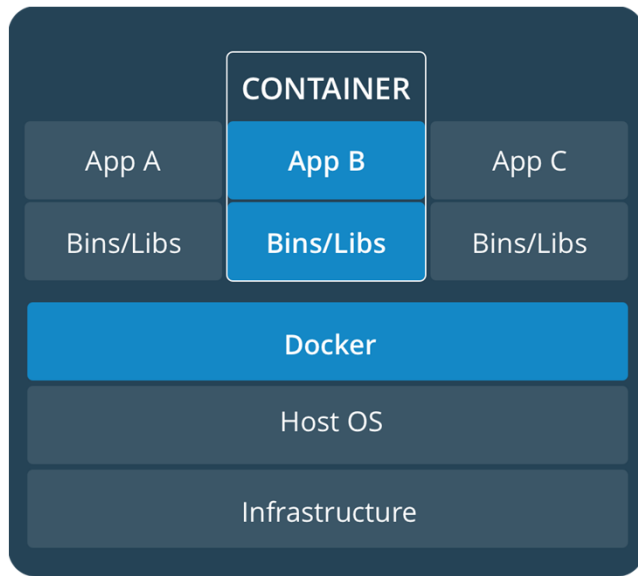 CONTAINER
App A App B App C
Bins/Libs Bins/Libs Bins/Libs
Docker
Host OS
Infrastructure